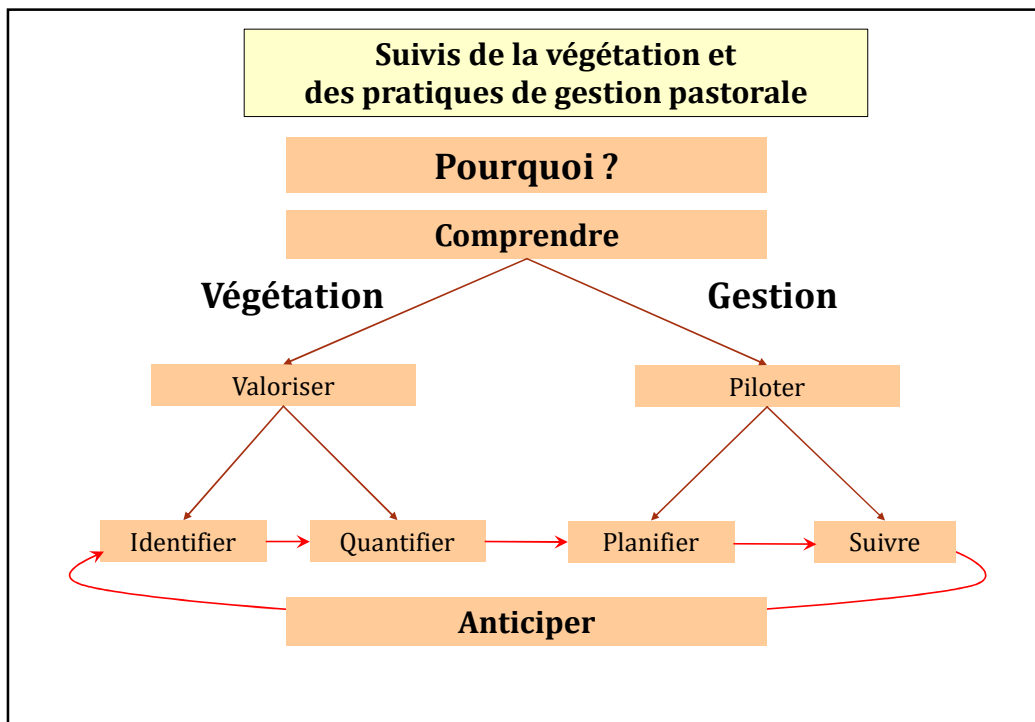 Suivis de la végétation et
des pratiques de gestion pastorale
Pourquoi ?
Comprendre
Végétation
Gestion
Valoriser
Piloter
Identifier
Quantifier
Planifier
Suivre
Anticiper